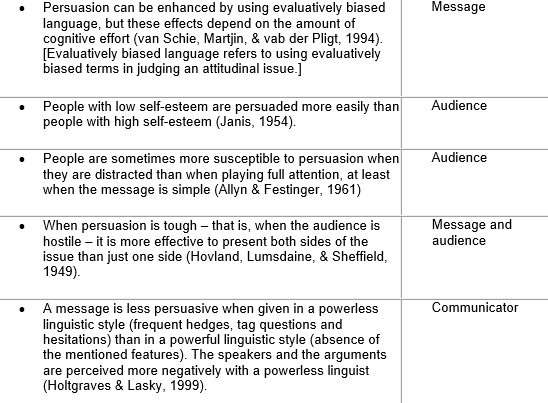 • Persuasion can be enhanced by using evaluatively biased
language, but these effects depend on the amount of
cognitive effort (van Schie, Martjin, & vab der Pligt, 1994).
[Evaluatively biased language refers to using evaluatively
biased terms in judging an attitudinal issue.]
Message
• People with low self-esteem are persuaded more easily than
people with high self-esteem (Janis, 1954).
Audience
• People are sometimes more susceptible to persuasion when
they are distracted than when playing full attention, at least
when the message is simple (Allyn & Festinger, 1961)
Audience
• When persuasion is tough – that is, when the audience is
hostile – it is more effective to present both sides of the
issue than just one side (Hovland, Lumsdaine, & Sheffield,
1949).
Message and
audience
• A message is less persuasive when given in a powerless
linguistic style (frequent hedges, tag questions and
hesitations) than in a powerful linguistic style (absence of
the mentioned features). The speakers and the arguments
are perceived more negatively with a powerless linguist
(Holtgraves & Lasky, 1999).
Communicator